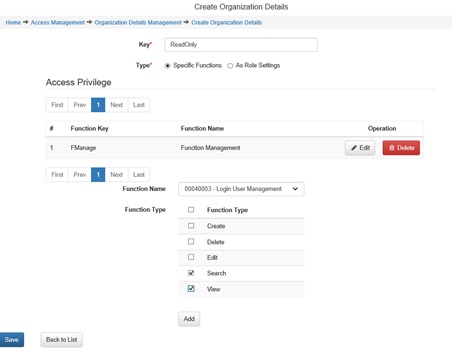 Create Organization Details
Home ➔ Access Management ➔ Organization Details Management ➔ Create Organization Details
Key* ReadOnly
Type* Specific Functions As Role Settings
Access Privilege
First Prev 1 Next Last
# Function Key Function Name Operation
1 FManage Function Management Edit Delete
First Prev 1 Next Last
Function Name 00040003 - Login User Management
Function Type Function Type
Create
Delete
Edit
Search
View
Add
Save Back to List